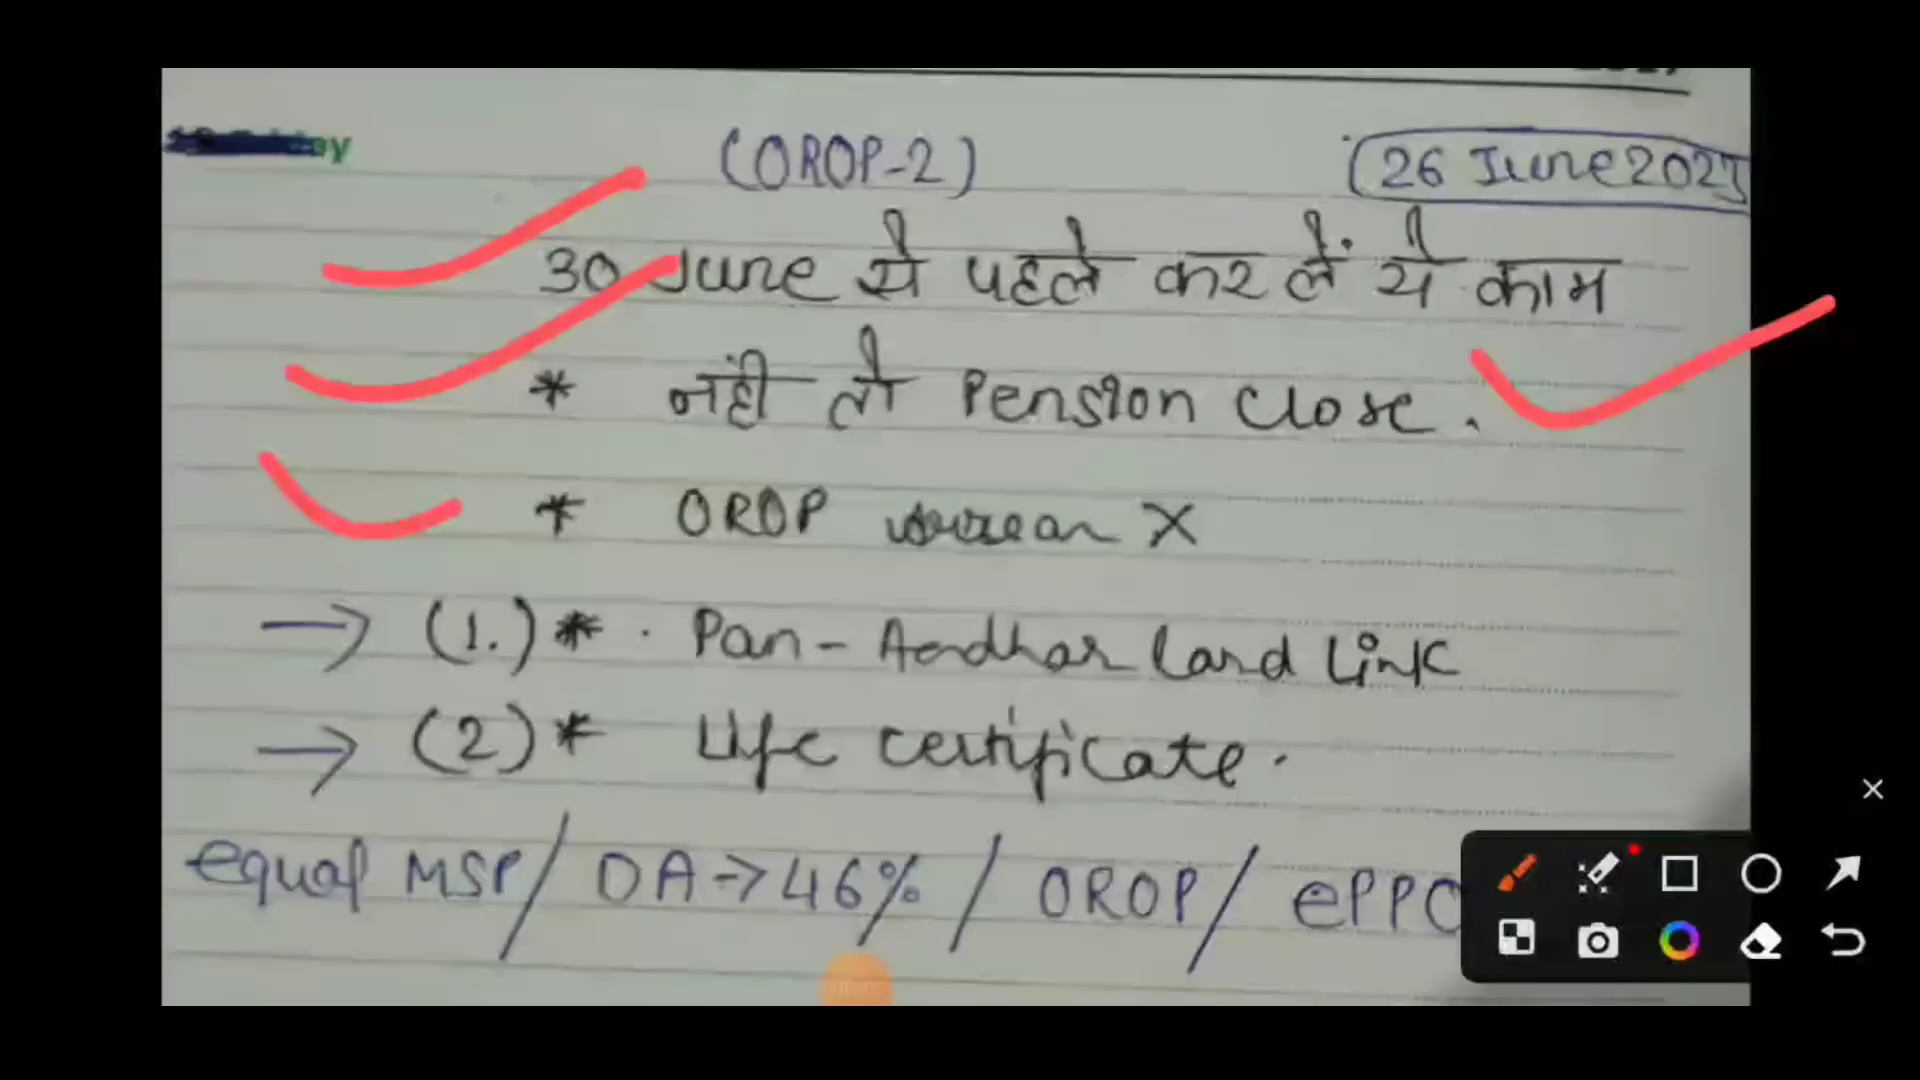 (OROP-2)
26 June 202
30 June से पहले कर लें ये काम
* नहीं तो Pension Close.
* OROP X
→ (1.) * . Pan - Aadhar Card Link
→ (2) * Life certificate.
equal MSP / DA → 46% / OROP / ePPO